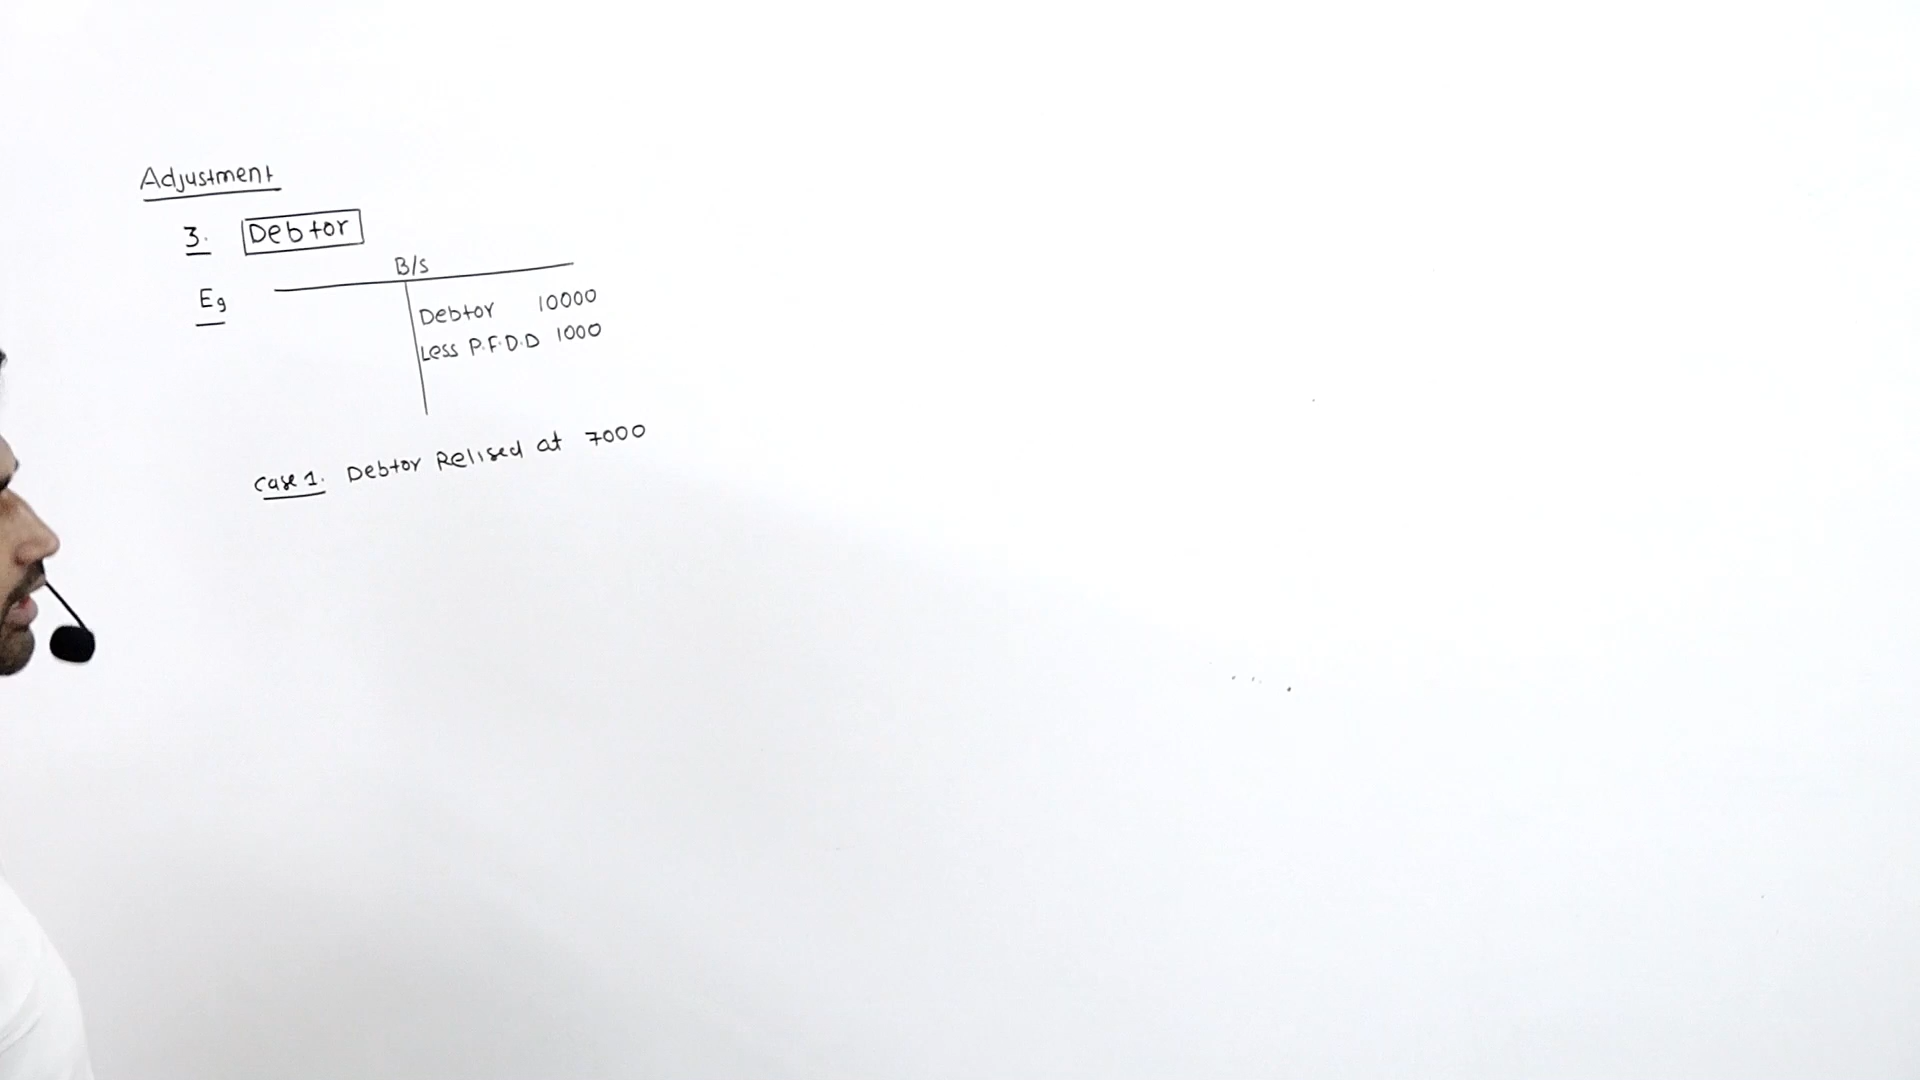 Adjustment
3. Debtor
B/S
Eg
Debtor 10000
Less P.F.D.D 1000
Case 1. Debtor Relised at 7000